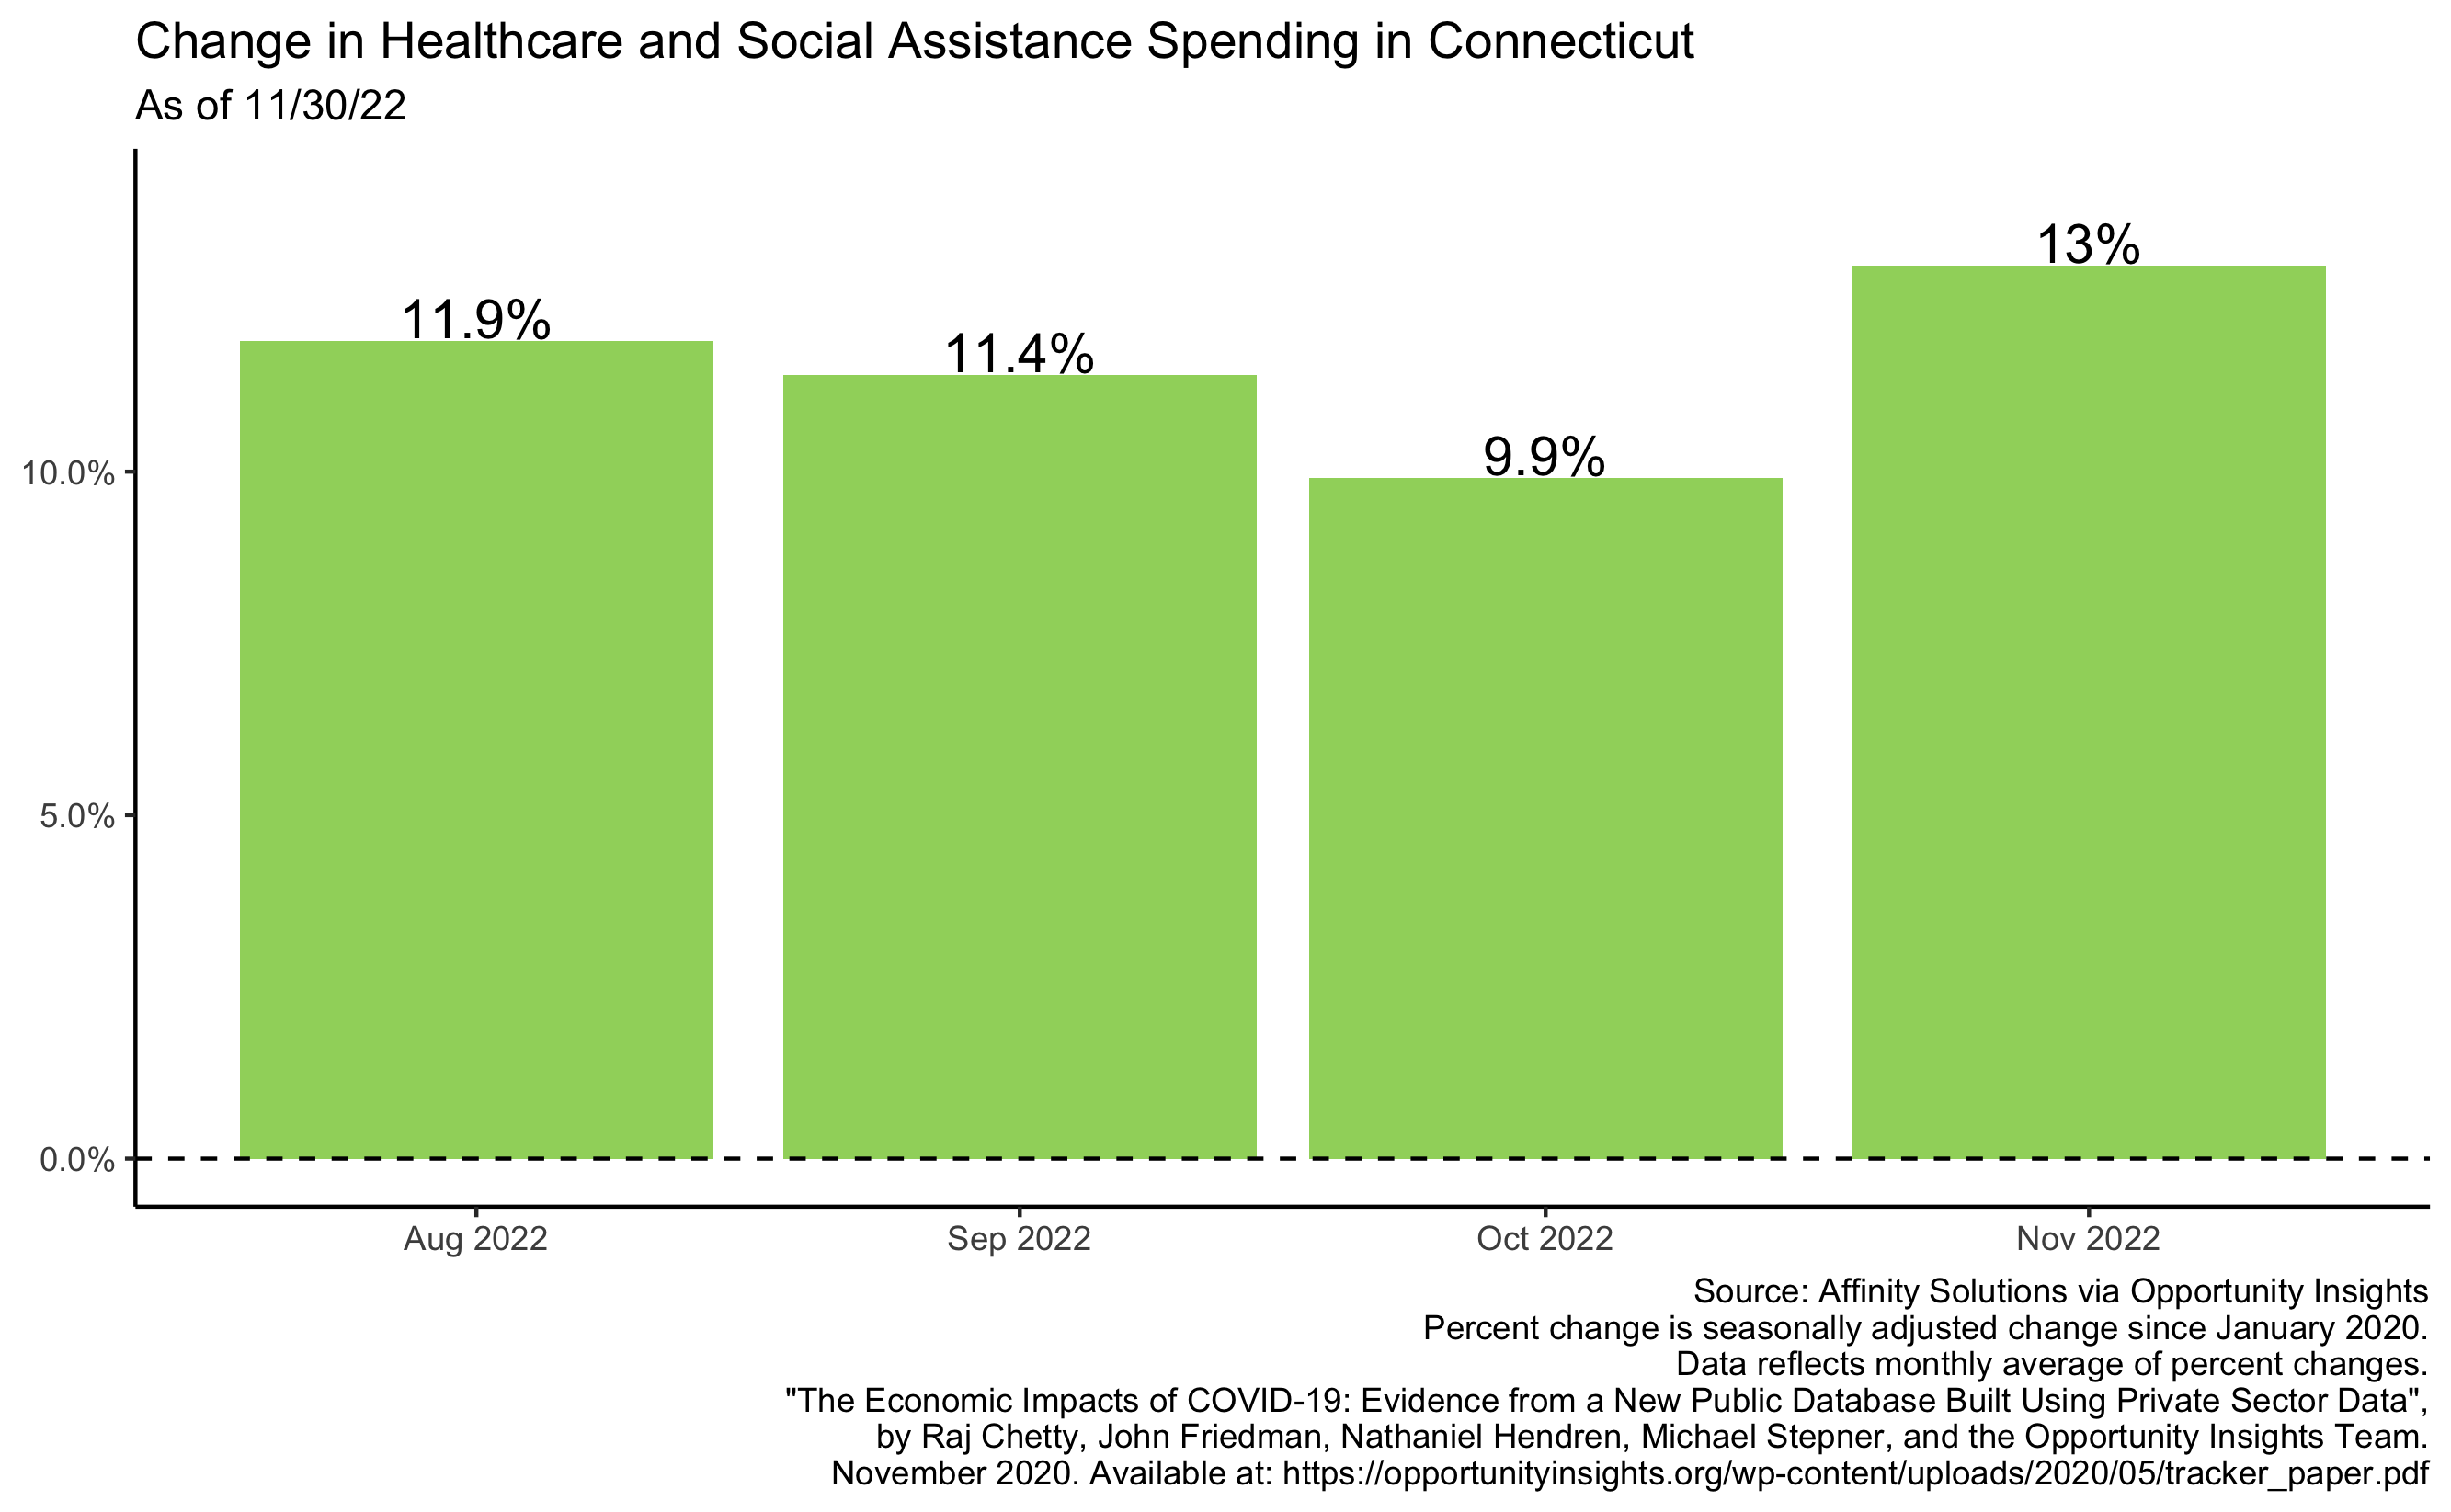 Change in Healthcare and Social Assistance Spending in Connecticut
As of 11/30/22
13%
11.9%
11.4%
9.9%
10.0%
5.0%
0.0%
Aug 2022
Sep 2022
Oct 2022
Nov 2022
Source: Affinity Solutions via Opportunity Insights
Percent change is seasonally adjusted change since January 2020.
Data reflects monthly average of percent changes.
"The Economic Impacts of COVID-19: Evidence from a New Public Database Built Using Private Sector Data",
by Raj Chetty, John Friedman, Nathaniel Hendren, Michael Stepner, and the Opportunity Insights Team.
November 2020. Available at: https://opportunityinsights.org/wp-content/uploads/2020/05/tracker_paper.pdf